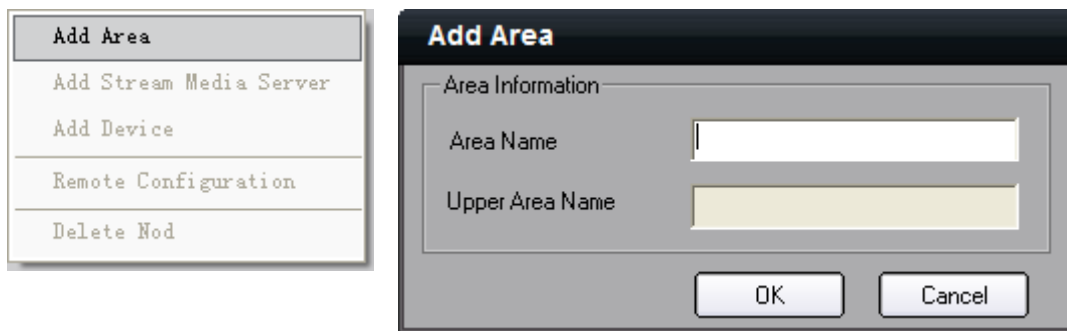 Add Area
Add Stream Media Server
Add Device
Remote Configuration
Delete Nod
Add Area
Area Information
Area Name
Upper Area Name
OK Cancel